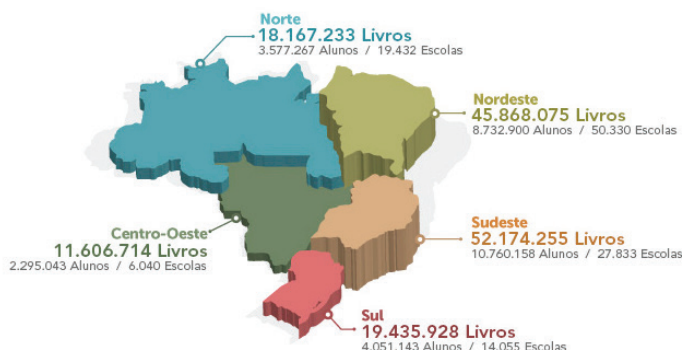 Norte
18.167.233 Livros
3.577.267 Alunos / 19.432 Escolas
Nordeste
45.868.075 Livros
8.732.900 Alunos / 50.330 Escolas
Centro-Oeste
11.606.714 Livros
2.295.043 Alunos / 6.040 Escolas
Sudeste
52.174.255 Livros
10.760.158 Alunos / 27.833 Escolas
Sul
19.435.928 Livros
4.051.143 Alunos / 14.055 Escolas